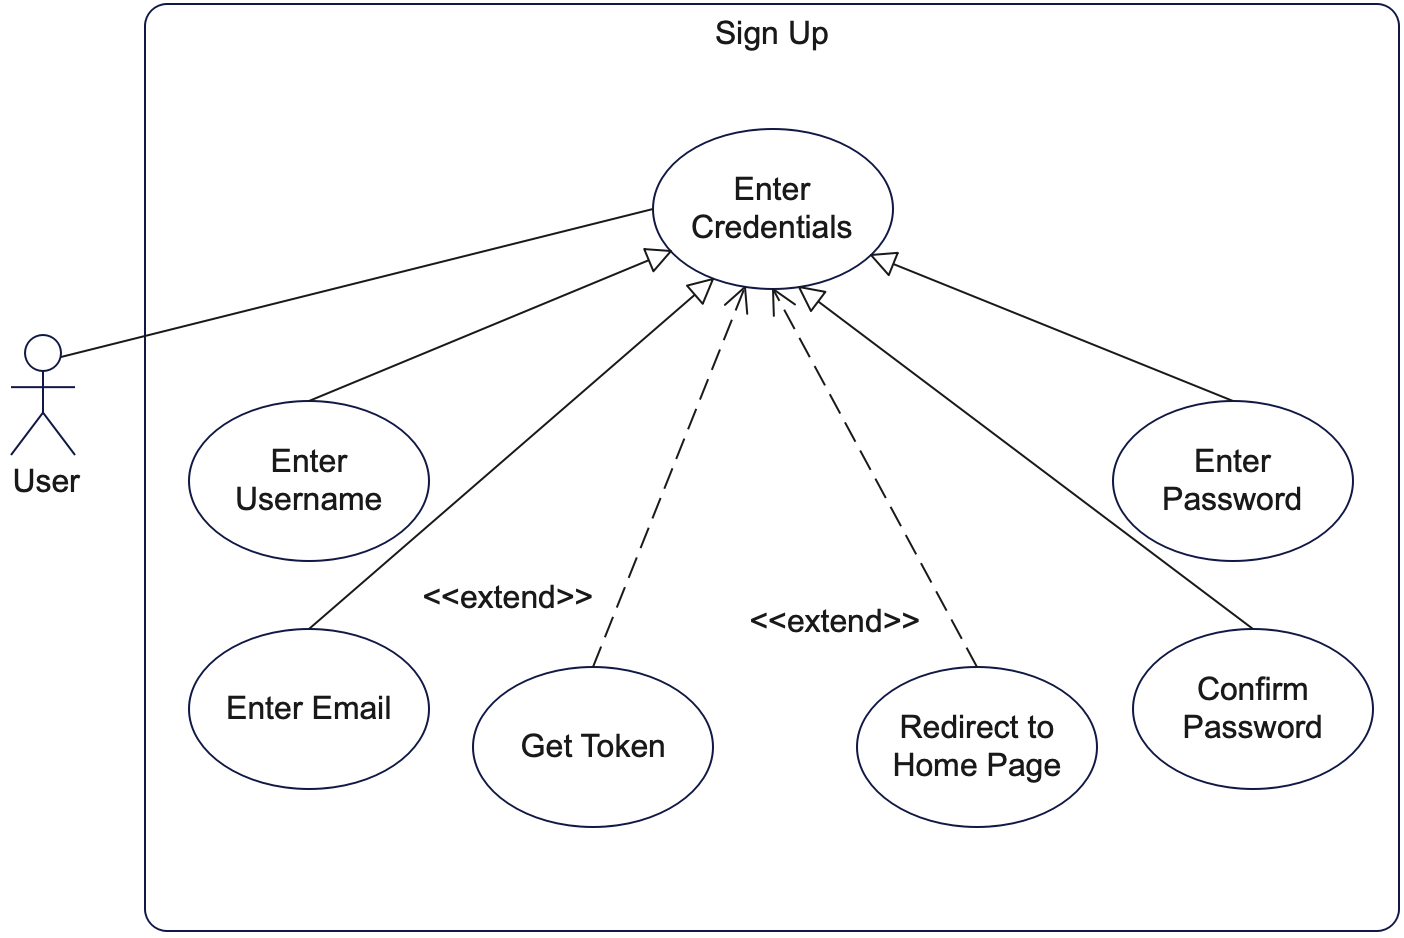 Sign Up
Enter
Credentials
User
Enter
Username
Enter
Password
<<extend>>
<<extend>>
Enter Email
Get Token
Redirect to
Home Page
Confirm
Password